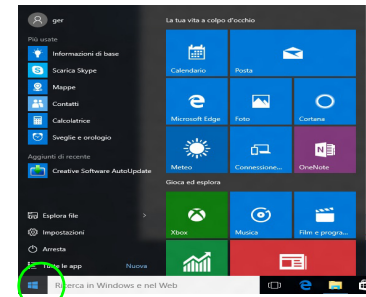 ger
Più usate
Informazioni di base
Scarica Skype
Mappe
Contatti
Calcolatrice
Sveglie e orologio
Aggiunti di recente
Creative Software AutoUpdate
Esplora file
Impostazioni
Arresta
Tutte le app Nuova
La tua vita a colpo d'occhio
Calendario
Posta
Microsoft Edge
Foto
Cortana
Meteo
Connessione...
OneNote
Gioca ed esplora
Xbox
Musica
Film e progra...
Ricerca in Windows e nel Web